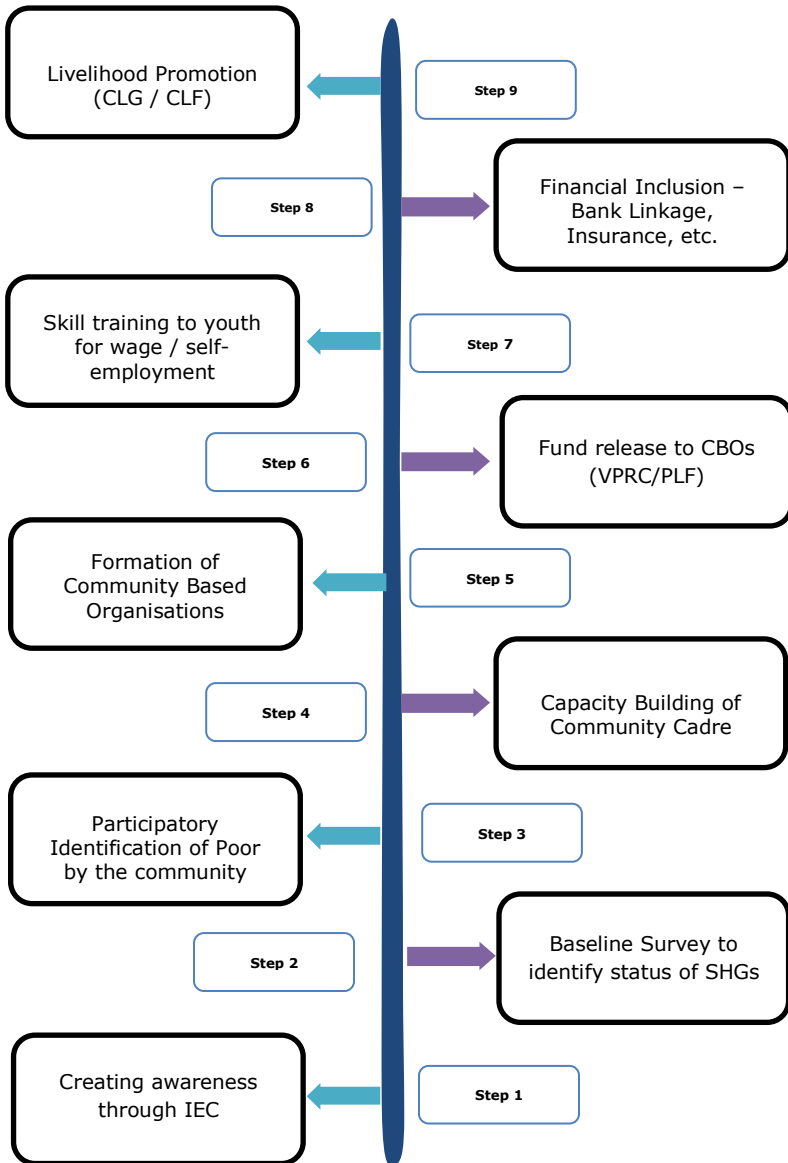 Livelihood Promotion
(CLG / CLF)
Step 9
Step 8
Financial Inclusion –
Bank Linkage,
Insurance, etc.
Skill training to youth
for wage / self-
employment
Step 7
Step 6
Fund release to CBOs
(VPRC/PLF)
Formation of
Community Based
Organisations
Step 5
Step 4
Capacity Building of
Community Cadre
Participatory
Identification of Poor
by the community
Step 3
Step 2
Baseline Survey to
identify status of SHGs
Creating awareness
through IEC
Step 1